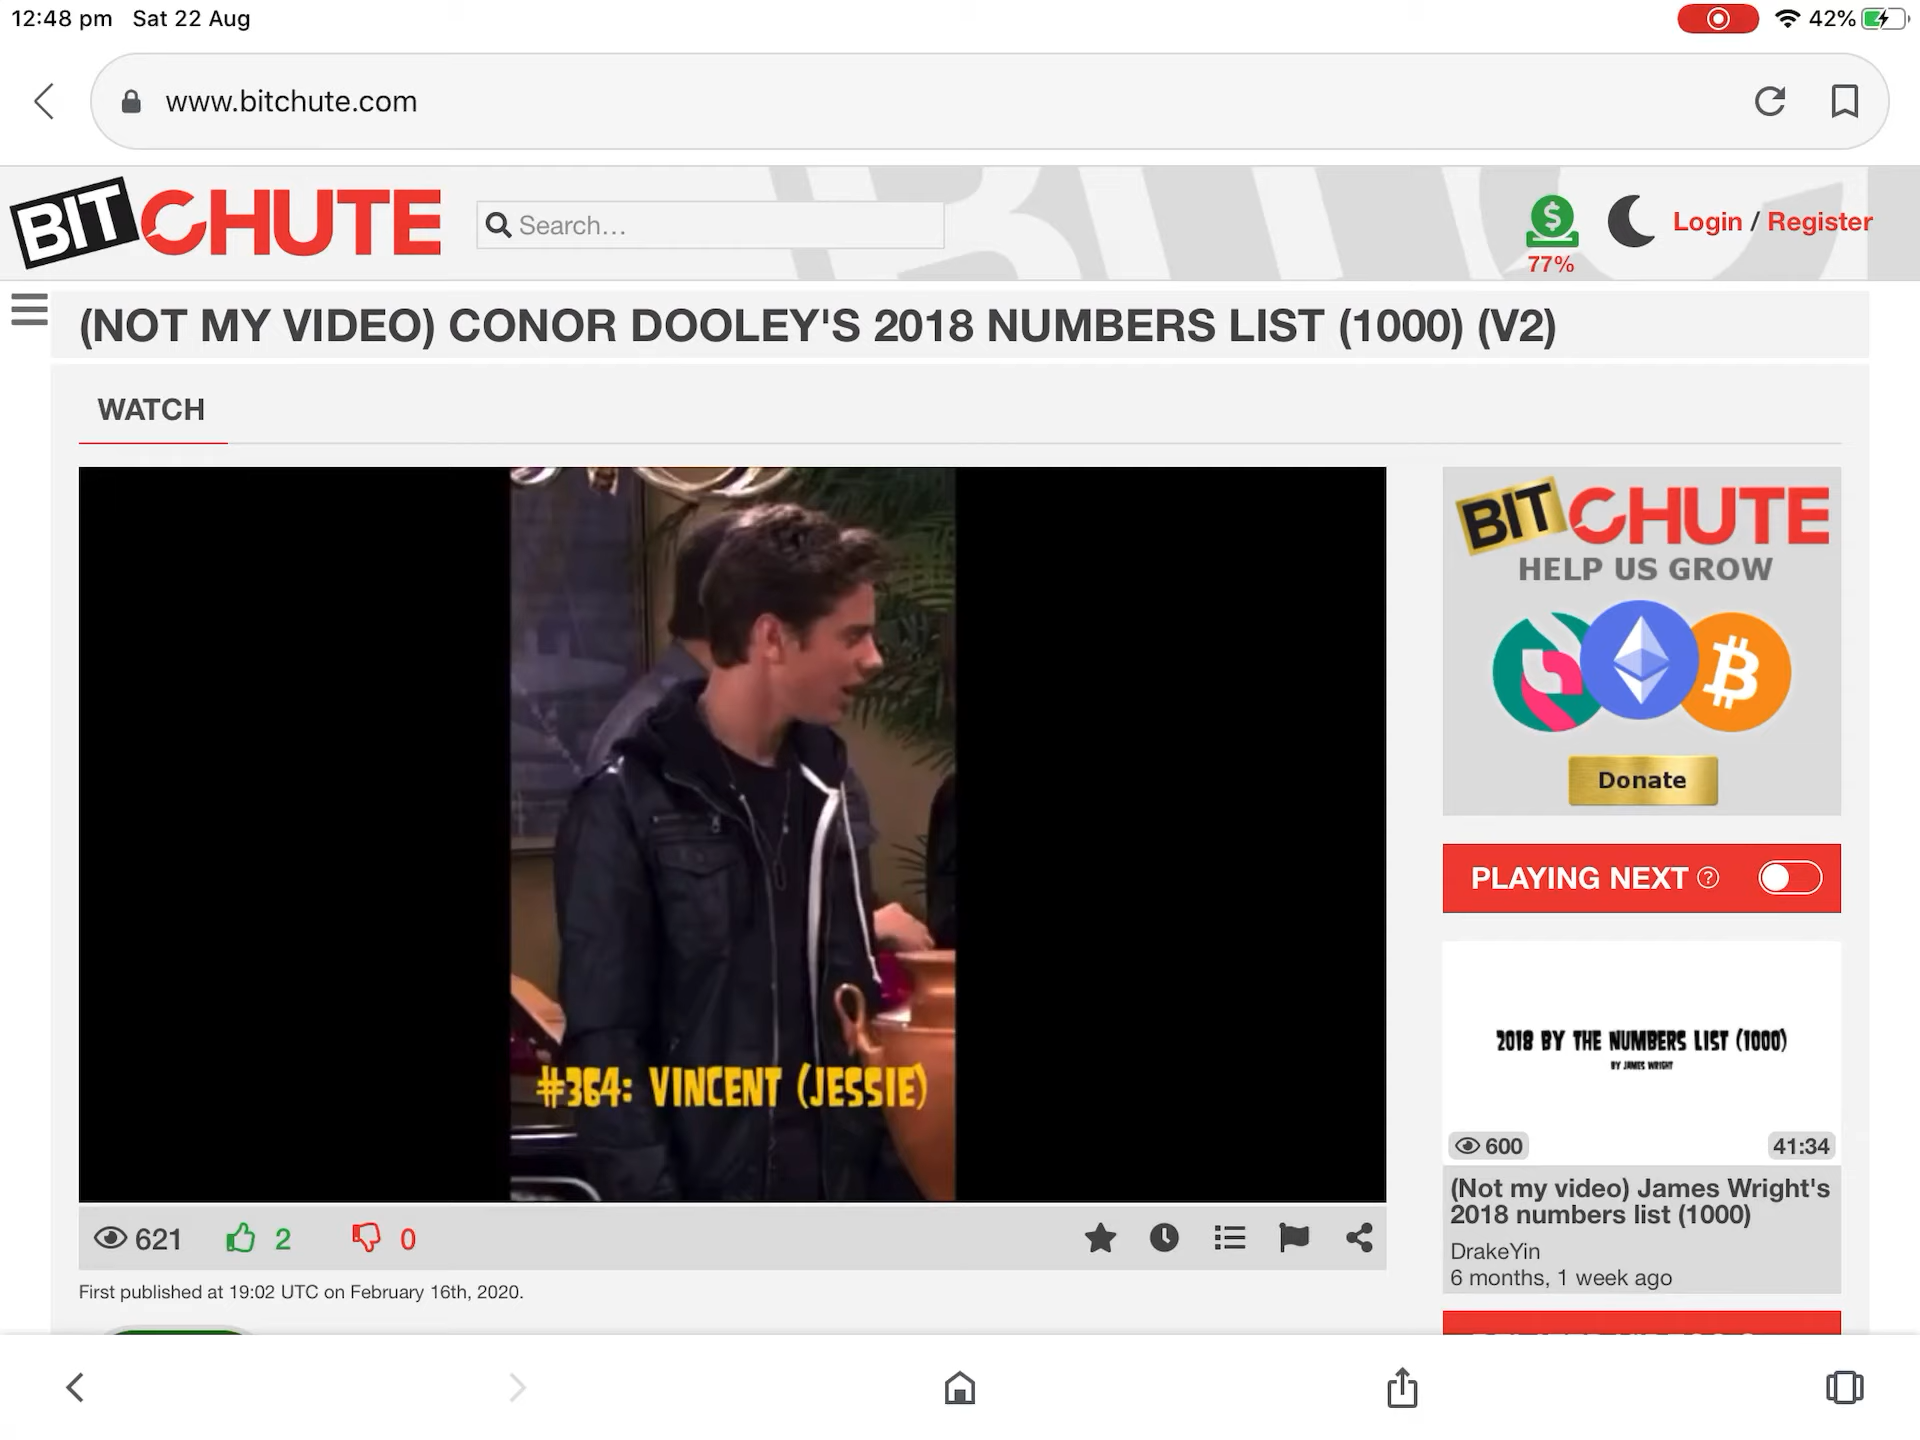 12:48 pm Sat 22 Aug
42%
www.bitchute.com
BITCHUTE
Search...
77%
Login / Register
(NOT MY VIDEO) CONOR DOOLEY'S 2018 NUMBERS LIST (1000) (V2)
WATCH
#364: VINCENT (JESSIE)
621 2 0
First published at 19:02 UTC on February 16th, 2020.
BITCHUTE
HELP US GROW
Donate
PLAYING NEXT ?
2018 BY THE NUMBERS LIST (1000)
BY JAMES WRIGHT
600 41:34
(Not my video) James Wright's
2018 numbers list (1000)
DrakeYin
6 months, 1 week ago